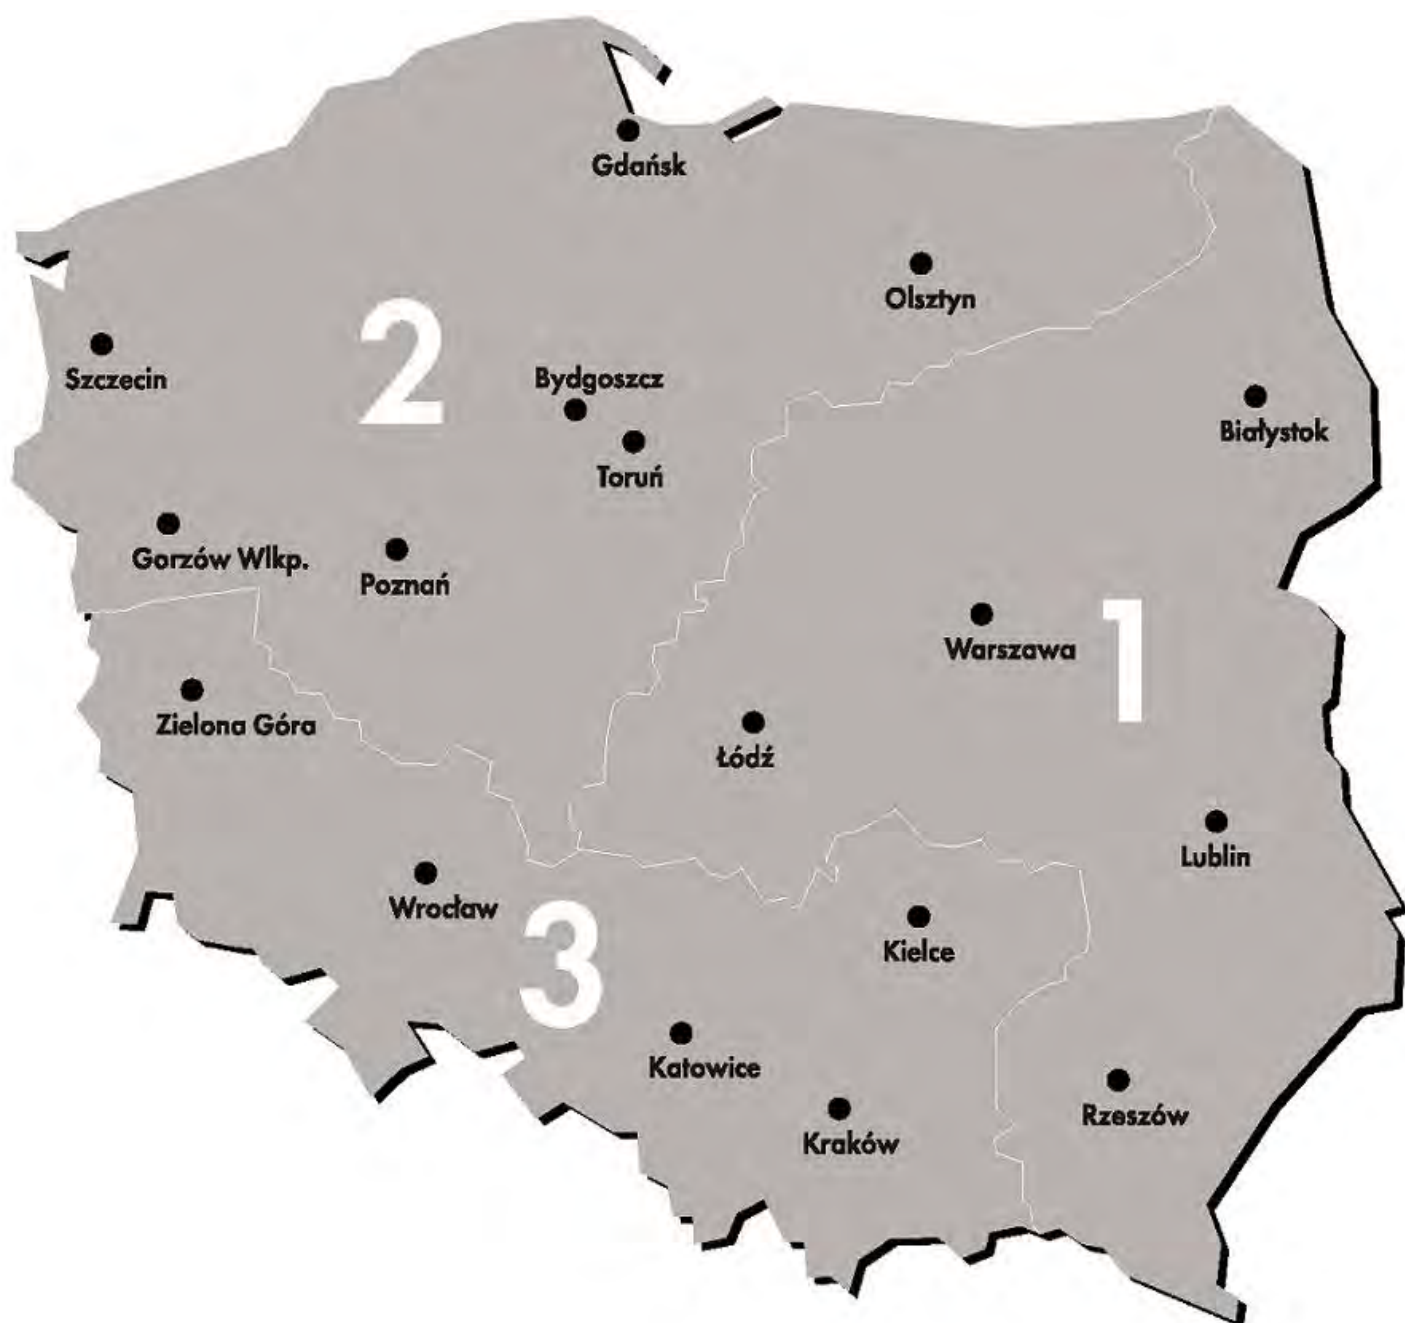 Gdańsk
Olsztyn
2
Szczecin
Bydgoszcz
Białystok
Toruń
Gorzów Wlkp.
Poznań
1
Warszawa
Zielona Góra
Łódź
Lublin
Wrocław
3
Kielce
Katowice
Rzeszów
Kraków